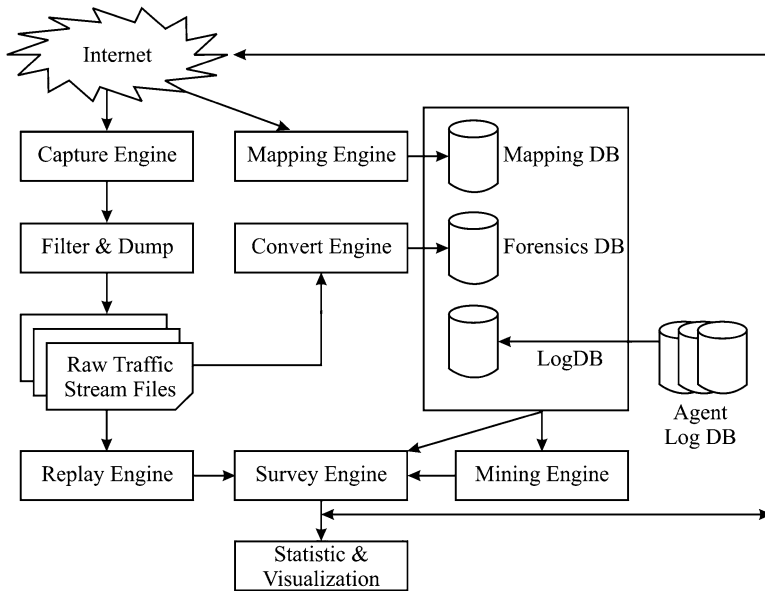 Internet
Capture Engine
Mapping Engine
Mapping DB
Filter & Dump
Convert Engine
Forensics DB
Raw Traffic
Stream Files
LogDB
Agent
Log DB
Replay Engine
Survey Engine
Mining Engine
Statistic &
Visualization